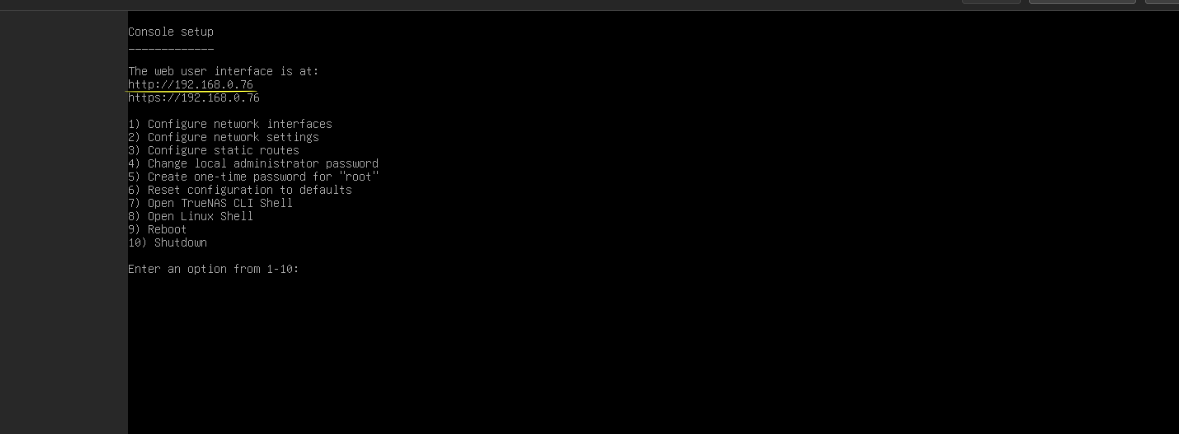 Console setup
-------------
The web user interface is at:
http://192.168.0.76
https://192.168.0.76
1) Configure network interfaces
2) Configure network settings
3) Configure static routes
4) Change local administrator password
5) Create one-time password for "root"
6) Reset configuration to defaults
7) Open TrueNAS CLI Shell
8) Open Linux Shell
9) Reboot
10) Shutdown
Enter an option from 1-10: